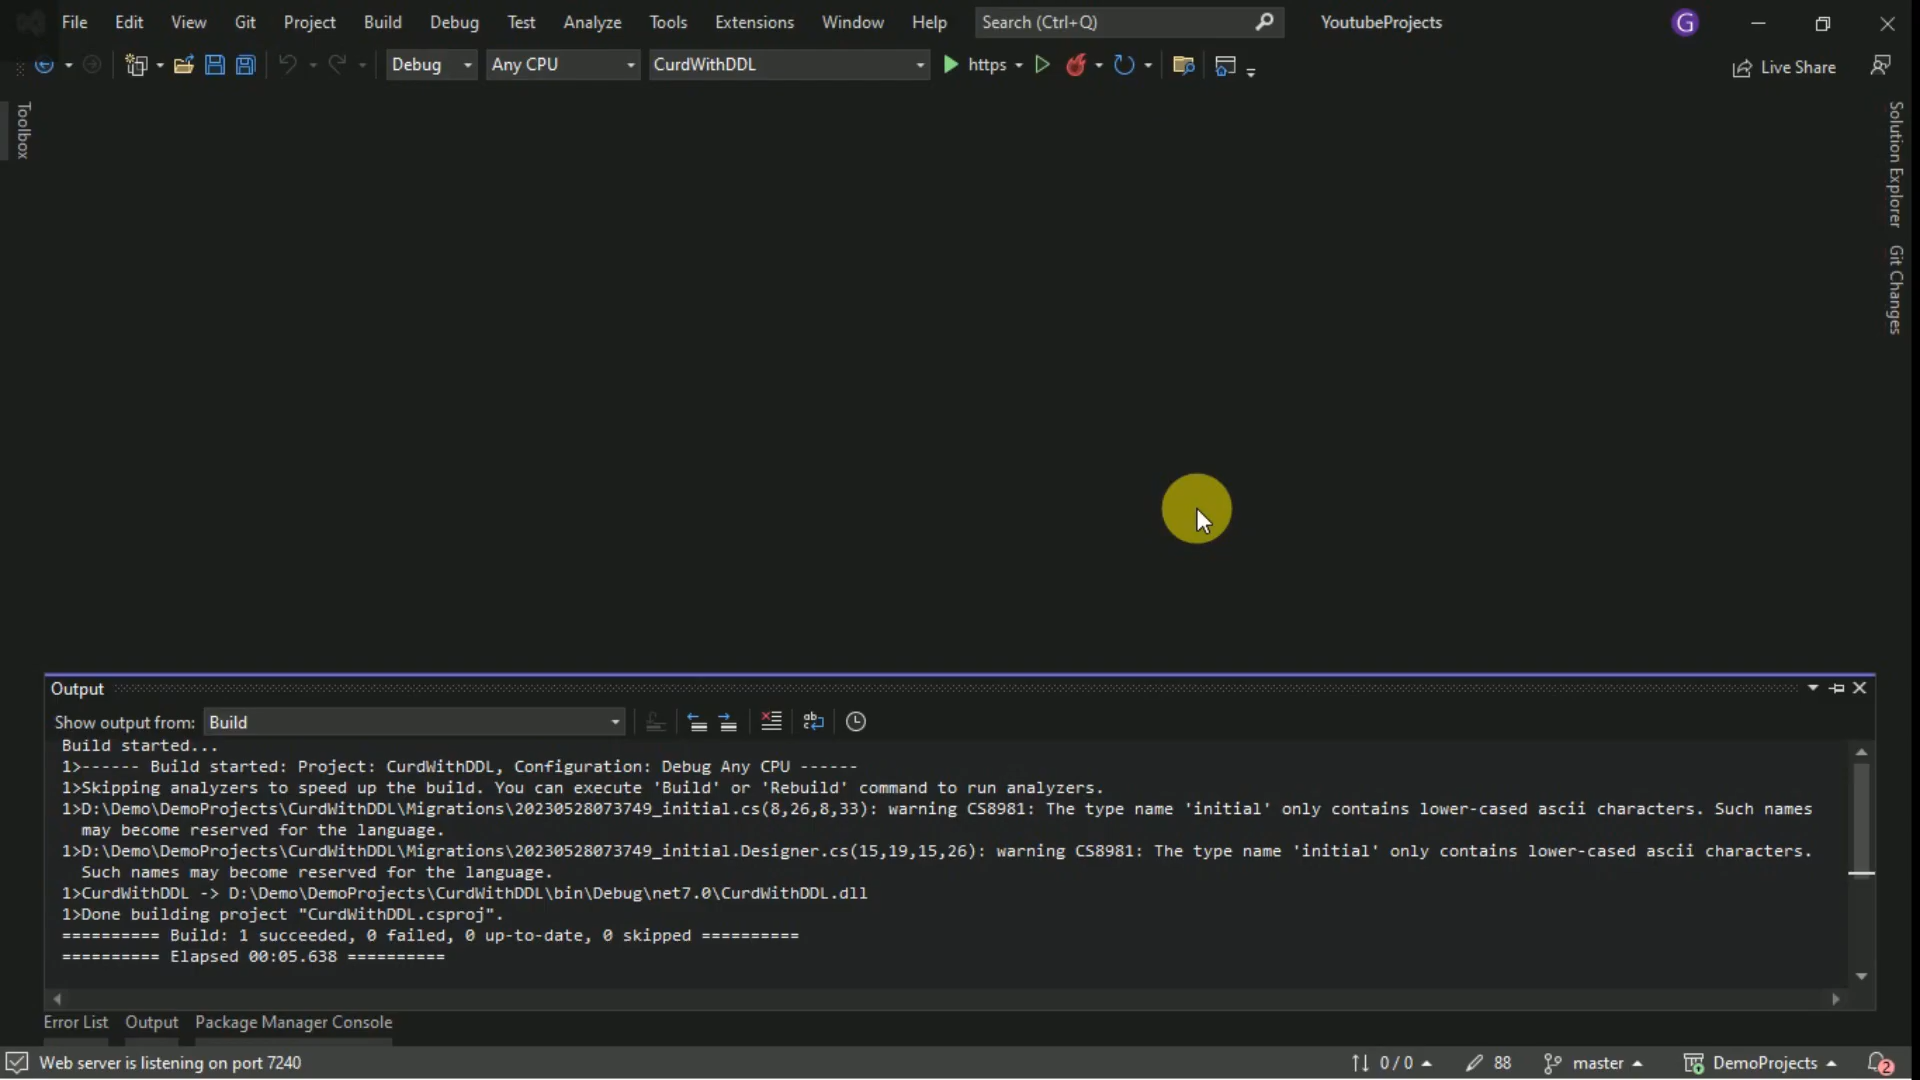 File Edit View Git Project Build Debug Test Analyze Tools Extensions Window Help Search (Ctrl+Q) YoutubeProjects G
Debug Any CPU CurdWithDDL https Live Share
Toolbox
Solution Explorer
Git Changes
Output
Show output from: Build
Build started...
1>------ Build started: Project: CurdWithDDL, Configuration: Debug Any CPU ------
1>Skipping analyzers to speed up the build. You can execute 'Build' or 'Rebuild' command to run analyzers.
1>D:\Demo\DemoProjects\CurdWithDDL\Migrations\20230528073749_initial.cs(8,26,8,33): warning CS8981: The type name 'initial' only contains lower-cased ascii characters. Such names
may become reserved for the language.
1>D:\Demo\DemoProjects\CurdWithDDL\Migrations\20230528073749_initial.Designer.cs(15,19,15,26): warning CS8981: The type name 'initial' only contains lower-cased ascii characters.
Such names may become reserved for the language.
1>CurdWithDDL -> D:\Demo\DemoProjects\CurdWithDDL\bin\Debug\net7.0\CurdWithDDL.dll
1>Done building project "CurdWithDDL.csproj".
========== Build: 1 succeeded, 0 failed, 0 up-to-date, 0 skipped ==========
========== Elapsed 00:05.638 ==========
Error List Output Package Manager Console
Web server is listening on port 7240 0 / 0 88 master DemoProjects 2